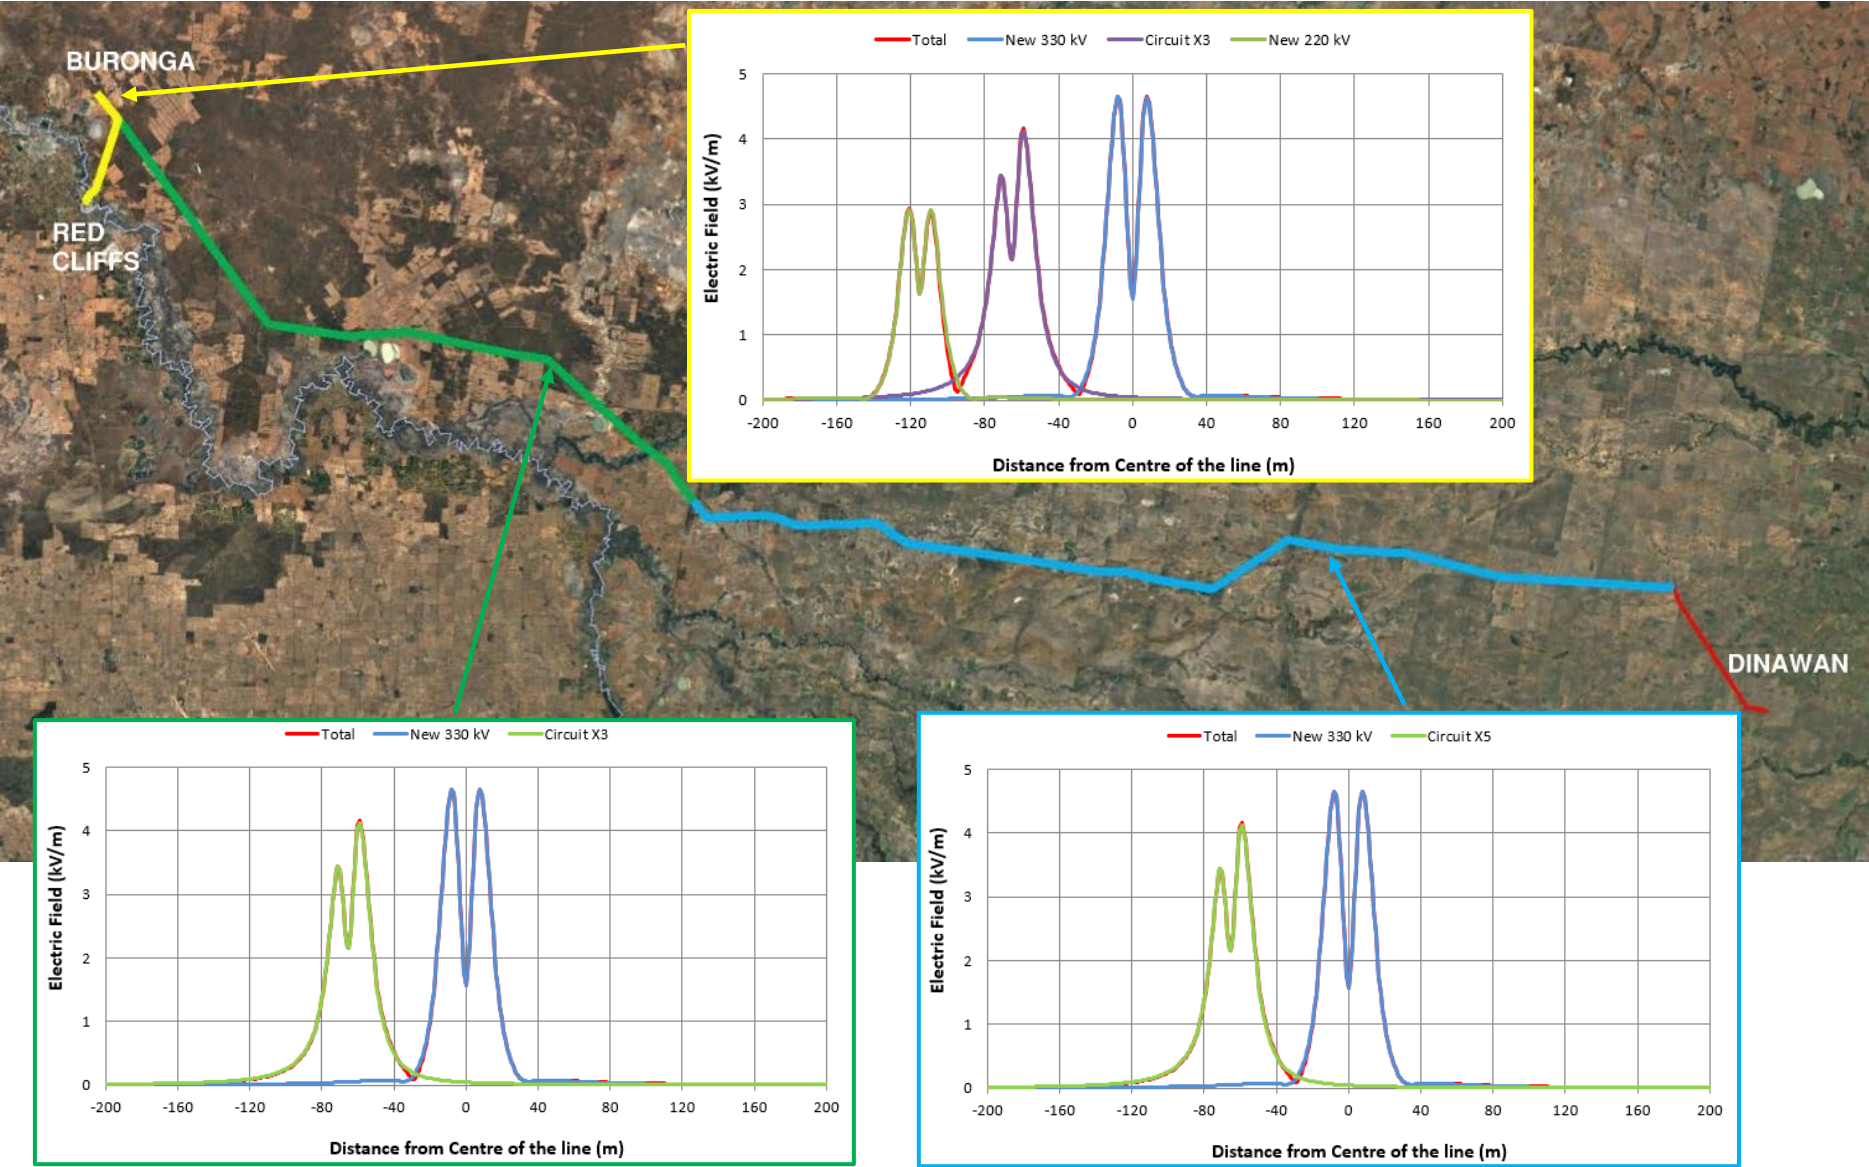 BURONGA
RED
CLIFFS
DINAWAN
Total New 330 kV Circuit X3 New 220 kV
Electric Field (kV/m)
5
4
3
2
1
0
-200 -160 -120 -80 -40 0 40 80 120 160 200
Distance from Centre of the line (m)
Total New 330 kV Circuit X3
Electric Field (kV/m)
5
4
3
2
1
0
-200 -160 -120 -80 -40 0 40 80 120 160 200
Distance from Centre of the line (m)
Total New 330 kV Circuit X5
Electric Field (kV/m)
5
4
3
2
1
0
-200 -160 -120 -80 -40 0 40 80 120 160 200
Distance from Centre of the line (m)